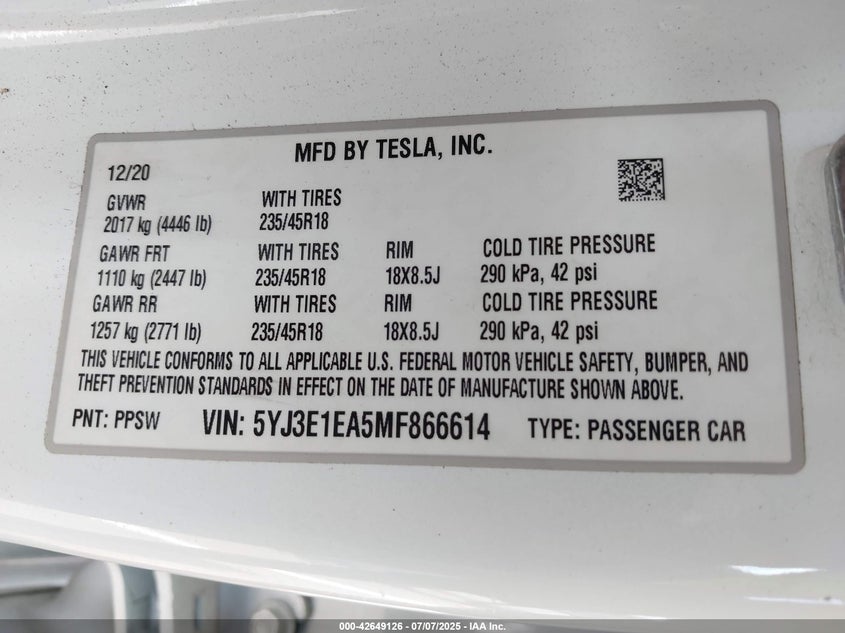 MFD BY TESLA, INC.
12/20
GVWR WITH TIRES
2017 kg (4446 lb) 235/45R18
GAWR FRT WITH TIRES RIM COLD TIRE PRESSURE
1110 kg (2447 lb) 235/45R18 18X8.5J 290 kPa, 42 psi
GAWR RR WITH TIRES RIM COLD TIRE PRESSURE
1257 kg (2771 lb) 235/45R18 18X8.5J 290 kPa, 42 psi
THIS VEHICLE CONFORMS TO ALL APPLICABLE U.S. FEDERAL MOTOR VEHICLE SAFETY, BUMPER, AND
THEFT PREVENTION STANDARDS IN EFFECT ON THE DATE OF MANUFACTURE SHOWN ABOVE.
PNT: PPSW VIN: 5YJ3E1EA5MF866614 TYPE: PASSENGER CAR
000-42649126 - 07/07/2025 - IAA Inc.